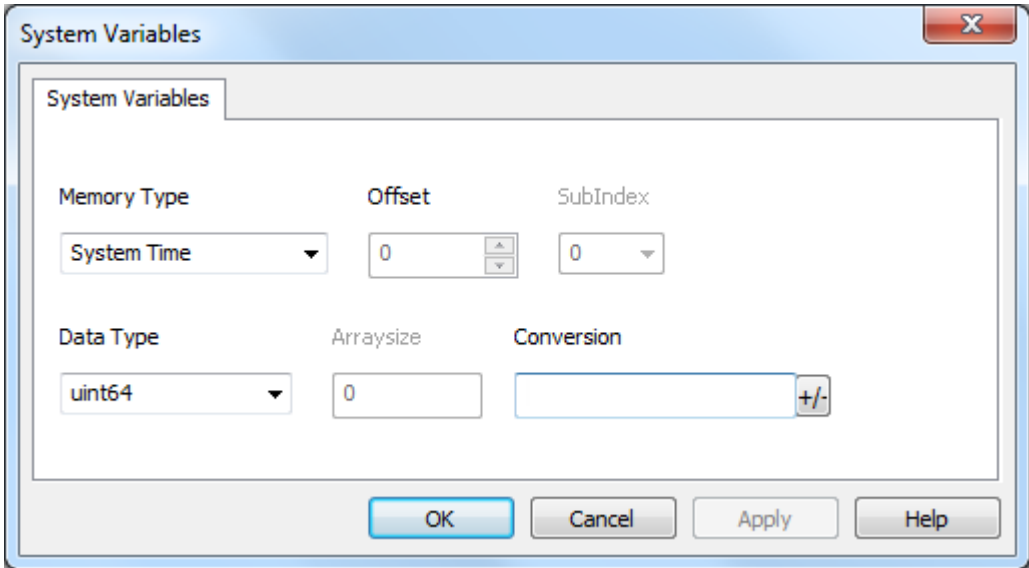 System Variables
System Variables
Memory Type Offset SubIndex
System Time 0 0
Data Type Arraysize Conversion
uint64 0 +/-
OK Cancel Apply Help